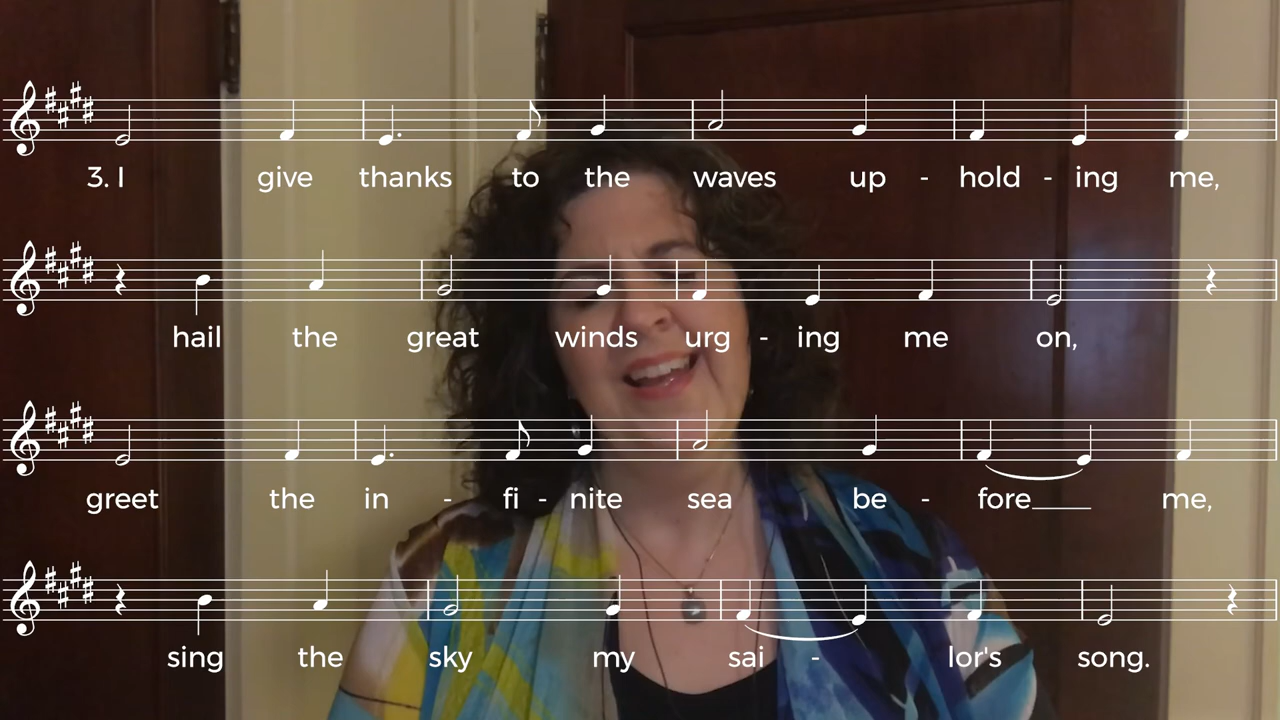 3. I give thanks to the waves up - hold - ing me,
hail the great winds urg - ing me on,
greet the in - fi - nite sea be - fore___ me,
sing the sky my sai - lor's song.